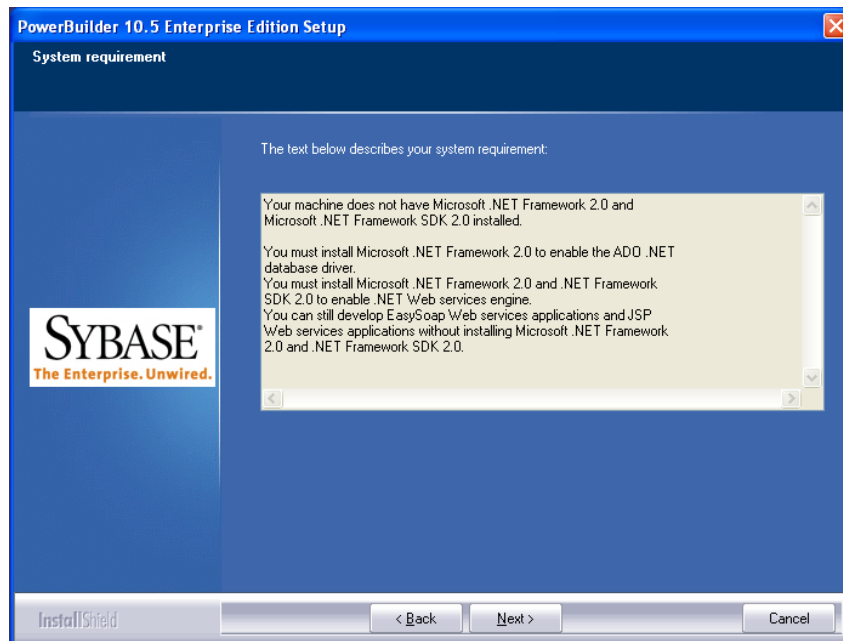 PowerBuilder 10.5 Enterprise Edition Setup
System requirement
The text below describes your system requirement:
Your machine does not have Microsoft .NET Framework 2.0 and
Microsoft .NET Framework SDK 2.0 installed.
You must install Microsoft .NET Framework 2.0 to enable the ADO .NET
database driver.
You must install Microsoft .NET Framework 2.0 and .NET Framework
SDK 2.0 to enable .NET Web services engine.
You can still develop EasySoap Web services applications and JSP
Web services applications without installing Microsoft .NET Framework
2.0 and .NET Framework SDK 2.0.
SYBASE®
The Enterprise. Unwired.
InstallShield
< Back
Next >
Cancel